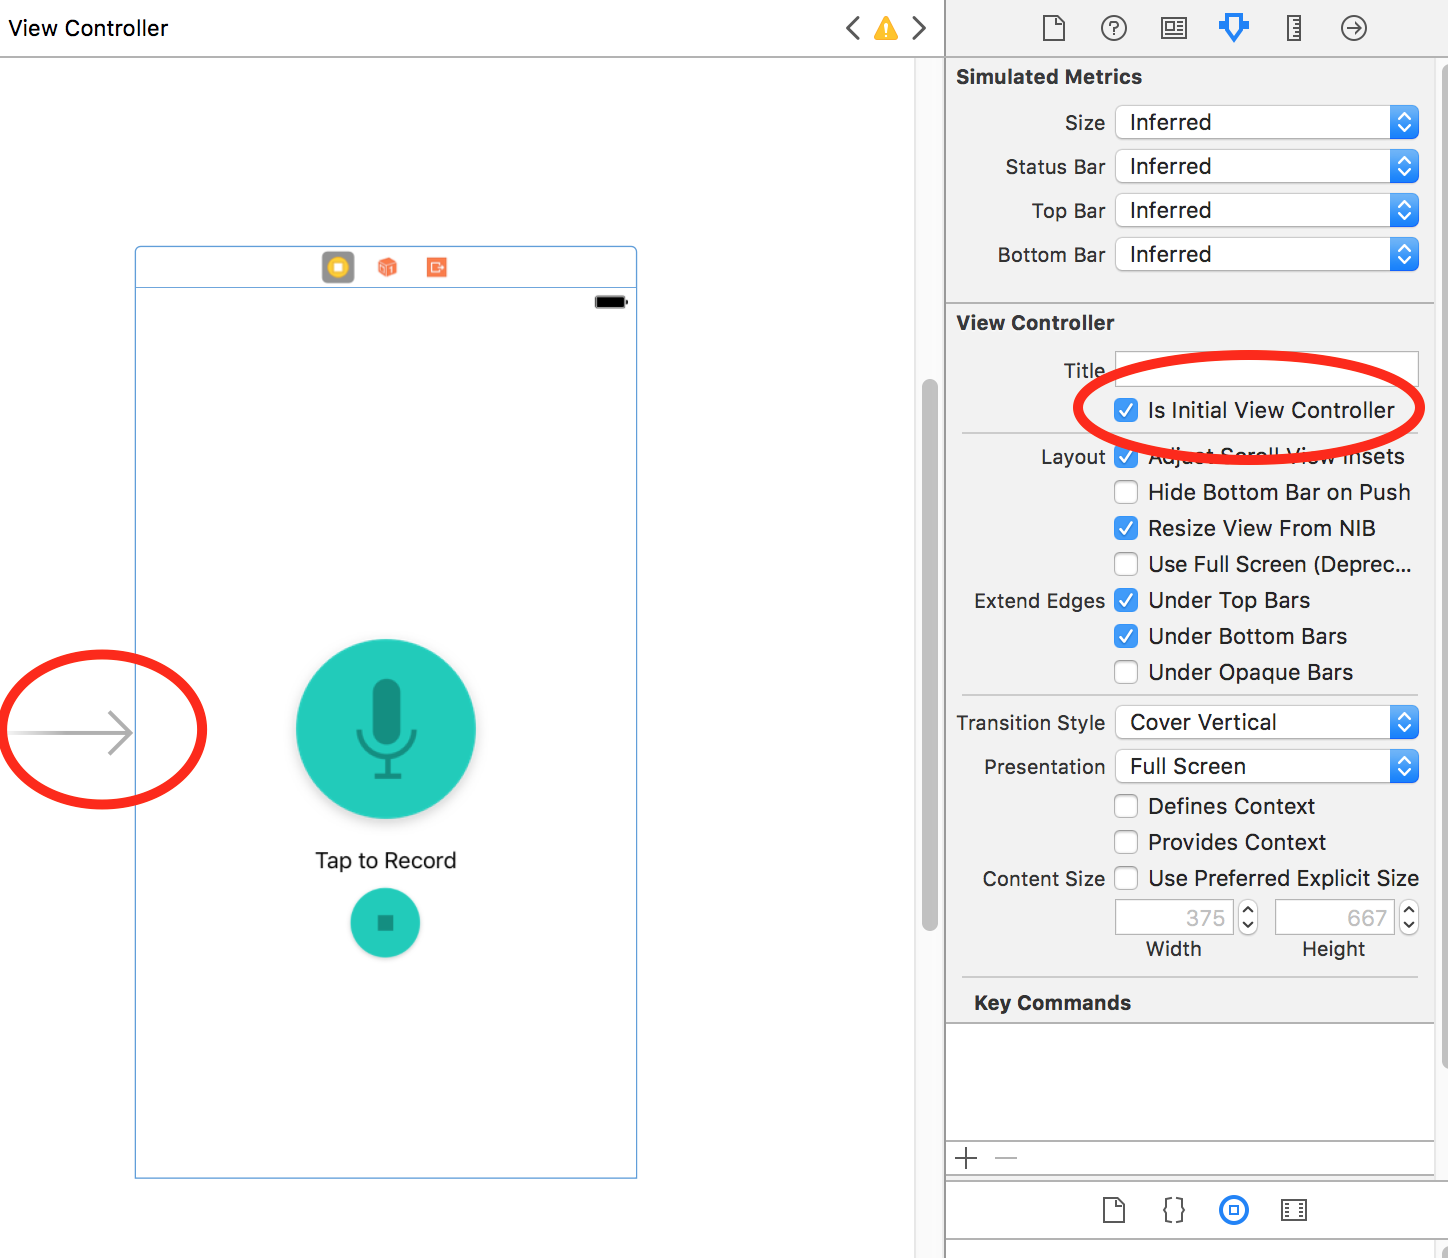 View Controller
Simulated Metrics
Size Inferred
Status Bar Inferred
Top Bar Inferred
Bottom Bar Inferred
View Controller
Title
Is Initial View Controller
Layout Adjust Scroll View Insets
Hide Bottom Bar on Push
Resize View From NIB
Use Full Screen (Deprec...
Extend Edges Under Top Bars
Under Bottom Bars
Under Opaque Bars
Transition Style Cover Vertical
Presentation Full Screen
Defines Context
Provides Context
Content Size Use Preferred Explicit Size
375 667
Width Height
Key Commands
Tap to Record